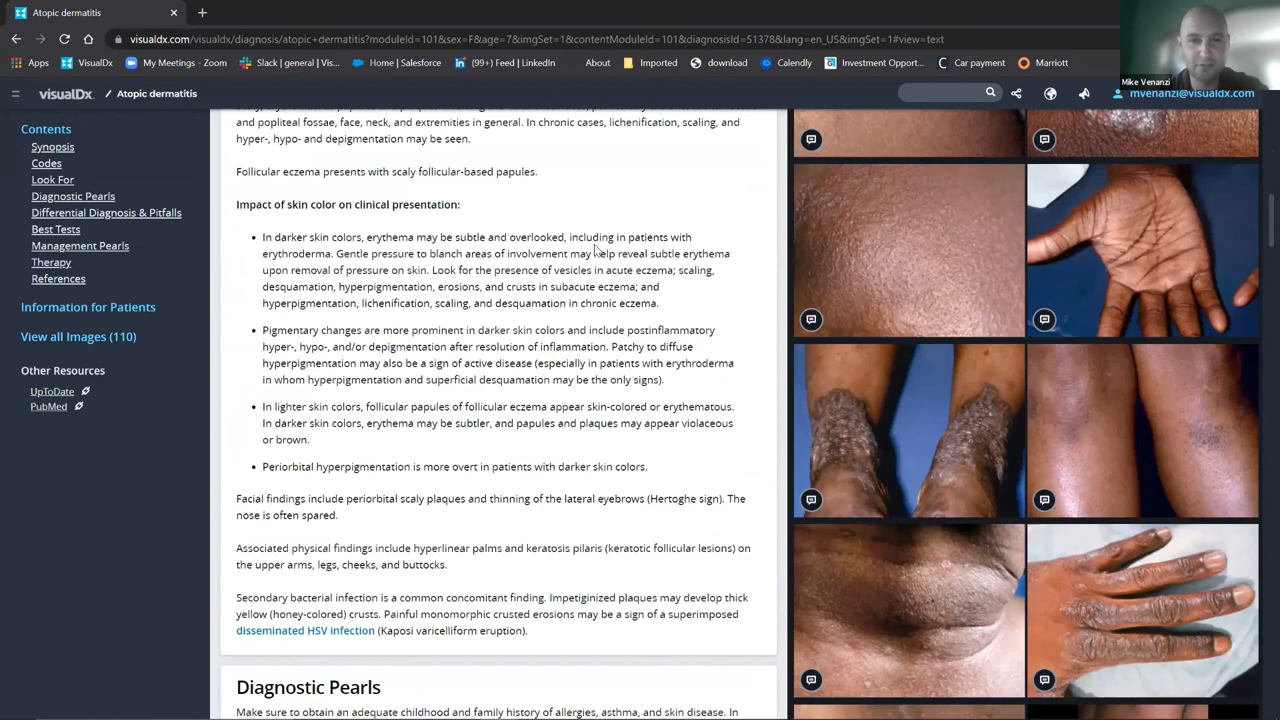 Atopic dermatitis
visualdx.com/visualdx/diagnosis/atopic+dermatitis?moduleId=101&sex=F&age=7&imgSet=1&contentModuleId=101&diagnosisId=51378&lang=en_US&imgSet=1#view=text
Apps VisualDx My Meetings - Zoom Slack | general | Vis... Home | Salesforce (99+) Feed | LinkedIn About Imported download Calendly Investment Opport... Car payment Marriott
Mike Venanzi
visualDx / Atopic dermatitis
mvenanzi@visualdx.com
Contents
Synopsis
Codes
Look For
Diagnostic Pearls
Differential Diagnosis & Pitfalls
Best Tests
Management Pearls
Therapy
References
Information for Patients
View all Images (110)
Other Resources
UpToDate
PubMed
and popliteal fossae, face, neck, and extremities in general. In chronic cases, lichenification, scaling, and
hyper-, hypo- and depigmentation may be seen.
Follicular eczema presents with scaly follicular-based papules.
Impact of skin color on clinical presentation:
• In darker skin colors, erythema may be subtle and overlooked, including in patients with
erythroderma. Gentle pressure to blanch areas of involvement may help reveal subtle erythema
upon removal of pressure on skin. Look for the presence of vesicles in acute eczema; scaling,
desquamation, hyperpigmentation, erosions, and crusts in subacute eczema; and
hyperpigmentation, lichenification, scaling, and desquamation in chronic eczema.
• Pigmentary changes are more prominent in darker skin colors and include postinflammatory
hyper-, hypo-, and/or depigmentation after resolution of inflammation. Patchy to diffuse
hyperpigmentation may also be a sign of active disease (especially in patients with erythroderma
in whom hyperpigmentation and superficial desquamation may be the only signs).
• In lighter skin colors, follicular papules of follicular eczema appear skin-colored or erythematous.
In darker skin colors, erythema may be subtler, and papules and plaques may appear violaceous
or brown.
• Periorbital hyperpigmentation is more overt in patients with darker skin colors.
Facial findings include periorbital scaly plaques and thinning of the lateral eyebrows (Hertoghe sign). The
nose is often spared.
Associated physical findings include hyperlinear palms and keratosis pilaris (keratotic follicular lesions) on
the upper arms, legs, cheeks, and buttocks.
Secondary bacterial infection is a common concomitant finding. Impetiginized plaques may develop thick
yellow (honey-colored) crusts. Painful monomorphic crusted erosions may be a sign of a superimposed
disseminated HSV infection (Kaposi varicelliform eruption).
Diagnostic Pearls
Make sure to obtain an adequate childhood and family history of allergies, asthma, and skin disease. In